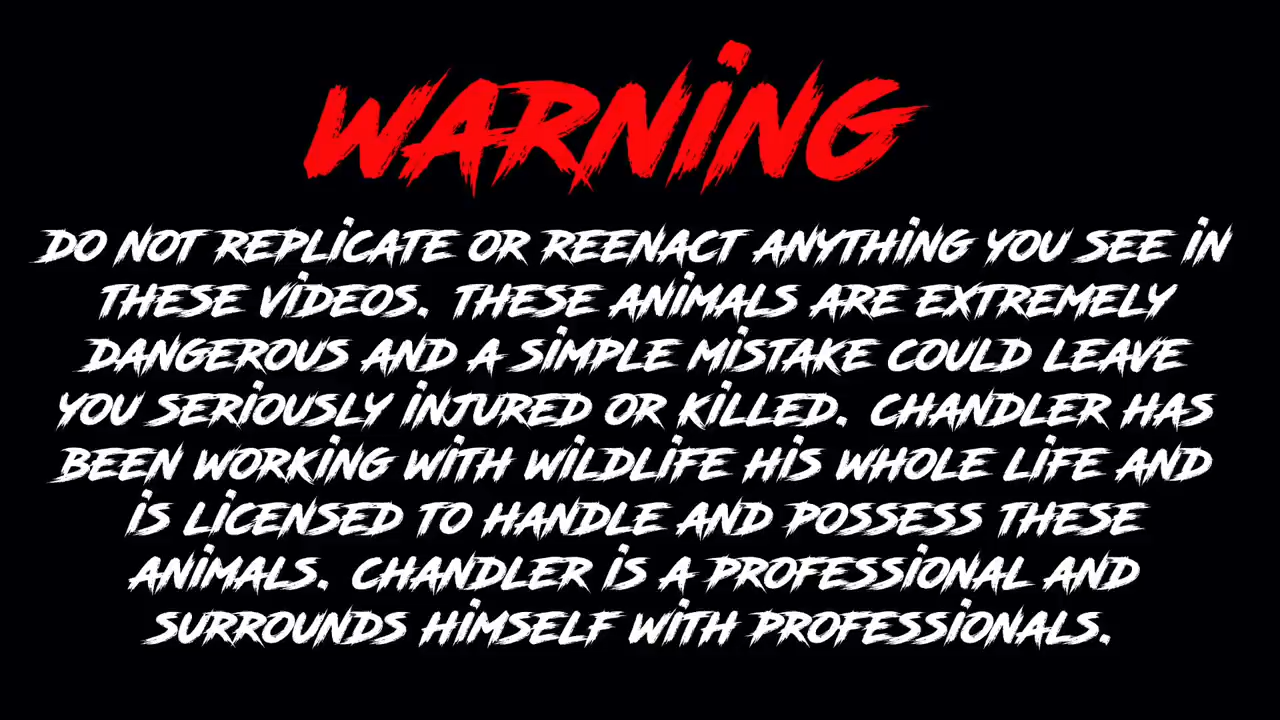 WARNING
DO NOT REPLICATE OR REENACT ANYTHING YOU SEE IN
THESE VIDEOS. THESE ANIMALS ARE EXTREMELY
DANGEROUS AND A SIMPLE MISTAKE COULD LEAVE
YOU SERIOUSLY INJURED OR KILLED. CHANDLER HAS
BEEN WORKING WITH WILDLIFE HIS WHOLE LIFE AND
IS LICENSED TO HANDLE AND POSSESS THESE
ANIMALS. CHANDLER IS A PROFESSIONAL AND
SURROUNDS HIMSELF WITH PROFESSIONALS.